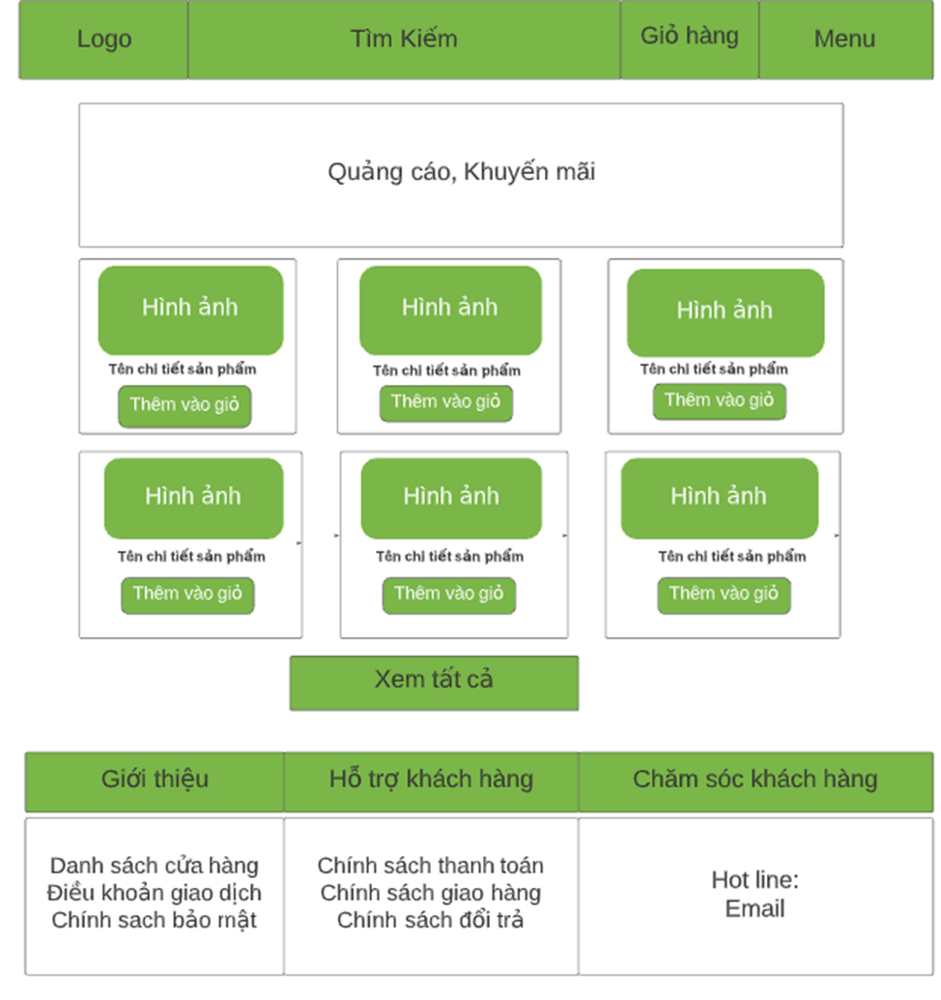 Logo
Tìm Kiếm
Giỏ hàng
Menu
Quảng cáo, Khuyến mãi
Hình ảnh
Hình ảnh
Hình ảnh
Tên chi tiết sản phẩm
Tên chi tiết sản phẩm
Tên chi tiết sản phẩm
Thêm vào giỏ
Thêm vào giỏ
Thêm vào giỏ
Hình ảnh
Hình ảnh
Hình ảnh
Tên chi tiết sản phẩm
Tên chi tiết sản phẩm
Tên chi tiết sản phẩm
Thêm vào giỏ
Thêm vào giỏ
Thêm vào giỏ
Xem tất cả
Giới thiệu
Hỗ trợ khách hàng
Chăm sóc khách hàng
Danh sách cửa hàng
Điều khoản giao dịch
Chính sach bảo mật
Chính sách thanh toán
Chính sách giao hàng
Chính sách đổi trả
Hot line:
Email